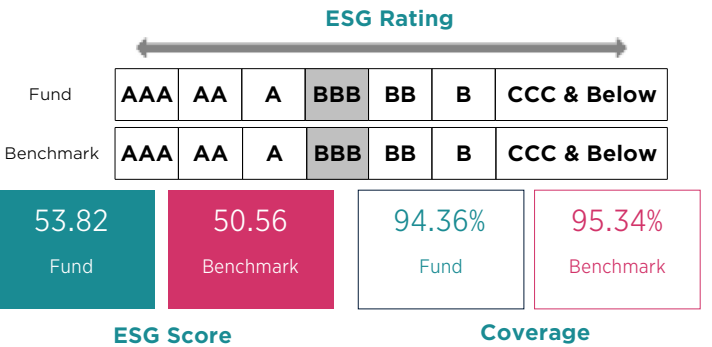 ESG Rating
Fund AAA AA A BBB BB B CCC & Below
Benchmark AAA AA A BBB BB B CCC & Below
53.82 50.56 94.36% 95.34%
Fund Benchmark Fund Benchmark
ESG Score Coverage